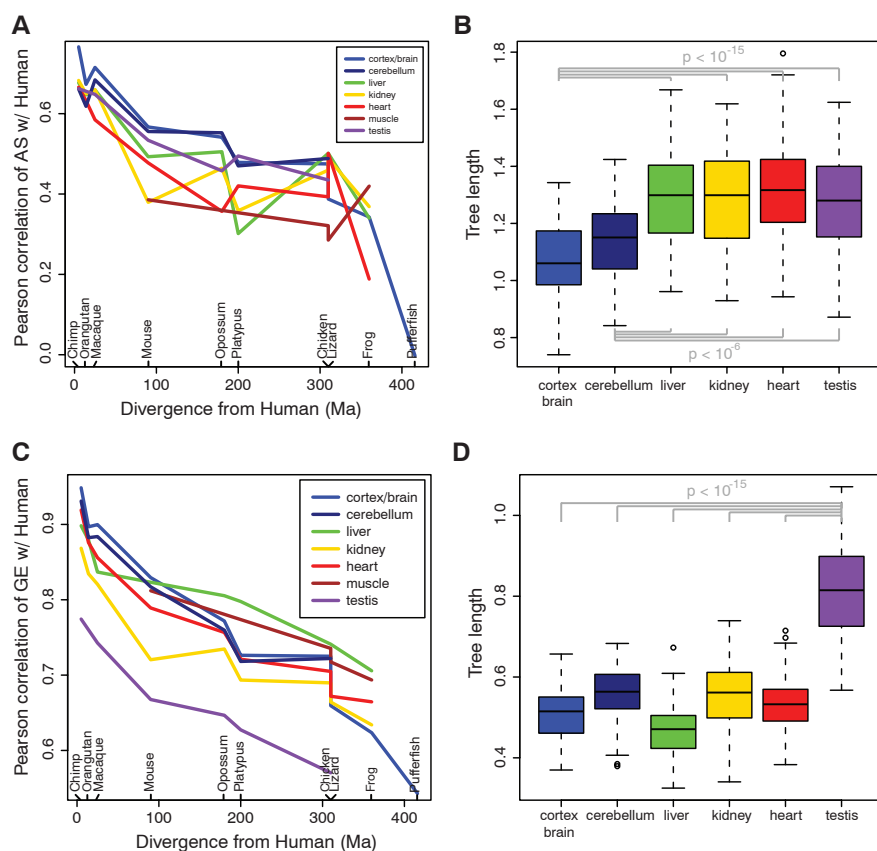 A
Pearson correlation of AS w/ Human
0.6
0.4
0.2
0.0
cortex/brain
cerebellum
liver
kidney
heart
muscle
testis
Chimp
Orangutan
Macaque
Mouse
Opossum
Platypus
Chicken
Lizard
Frog
Pufferfish
0 100 200 300 400
Divergence from Human (Ma)
B
Tree length
1.8
1.6
1.4
1.2
1.0
0.8
p < 10^-15
p < 10^-6
cortex cerebellum liver kidney heart testis
brain
C
Pearson correlation of GE w/ Human
0.9
0.8
0.7
0.6
cortex/brain
cerebellum
liver
kidney
heart
muscle
testis
Chimp
Orangutan
Macaque
Mouse
Opossum
Platypus
Chicken
Lizard
Frog
Pufferfish
0 100 200 300 400
Divergence from Human (Ma)
D
Tree length
1.0
0.8
0.6
0.4
p < 10^-15
cortex cerebellum liver kidney heart testis
brain